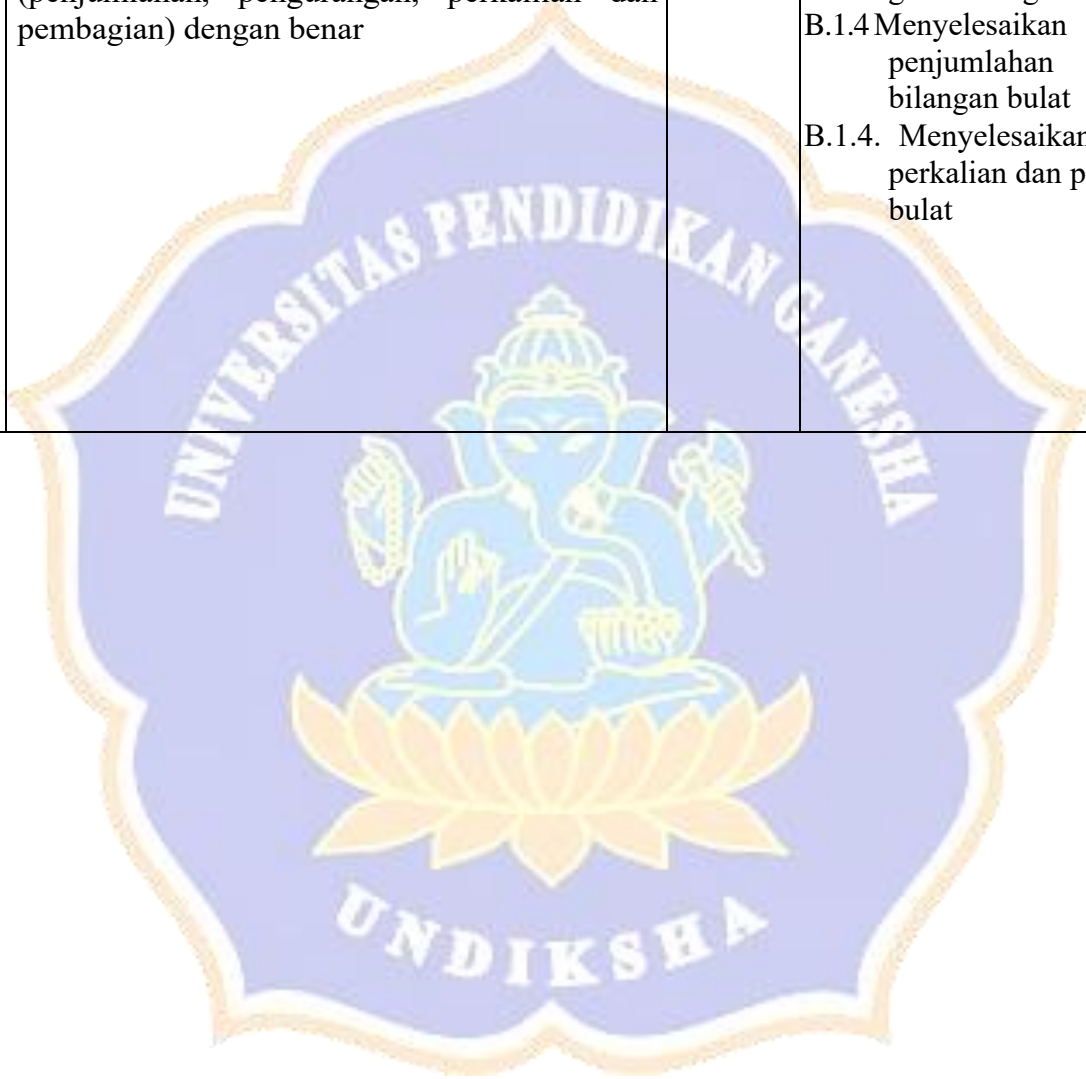 (penjumlahan, pengurangan, perkalian dan
pembagian) dengan benar
B.1.4 Menyelesaikan
penjumlahan
bilangan bulat
B.1.4. Menyelesaikan
perkalian dan p
bulat
UNIVERSITAS PENDIDIKAN GANESHA
UNDIKSHA